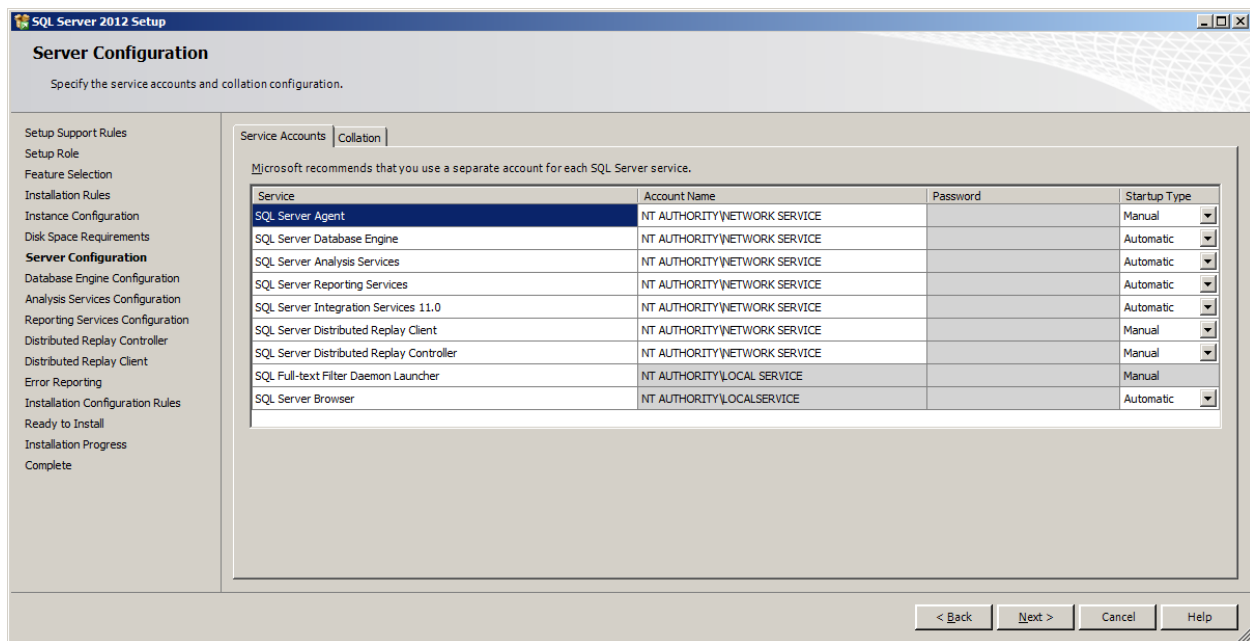 SQL Server 2012 Setup
Server Configuration
Specify the service accounts and collation configuration.
Setup Support Rules
Setup Role
Feature Selection
Installation Rules
Instance Configuration
Disk Space Requirements
Server Configuration
Database Engine Configuration
Analysis Services Configuration
Reporting Services Configuration
Distributed Replay Controller
Distributed Replay Client
Error Reporting
Installation Configuration Rules
Ready to Install
Installation Progress
Complete
Service Accounts Collation
Microsoft recommends that you use a separate account for each SQL Server service.
Service Account Name Password Startup Type
SQL Server Agent NT AUTHORITY\NETWORK SERVICE Manual
SQL Server Database Engine NT AUTHORITY\NETWORK SERVICE Automatic
SQL Server Analysis Services NT AUTHORITY\NETWORK SERVICE Automatic
SQL Server Reporting Services NT AUTHORITY\NETWORK SERVICE Automatic
SQL Server Integration Services 11.0 NT AUTHORITY\NETWORK SERVICE Automatic
SQL Server Distributed Replay Client NT AUTHORITY\NETWORK SERVICE Manual
SQL Server Distributed Replay Controller NT AUTHORITY\NETWORK SERVICE Manual
SQL Full-text Filter Daemon Launcher NT AUTHORITY\LOCAL SERVICE Manual
SQL Server Browser NT AUTHORITY\LOCALSERVICE Automatic
< Back Next > Cancel Help